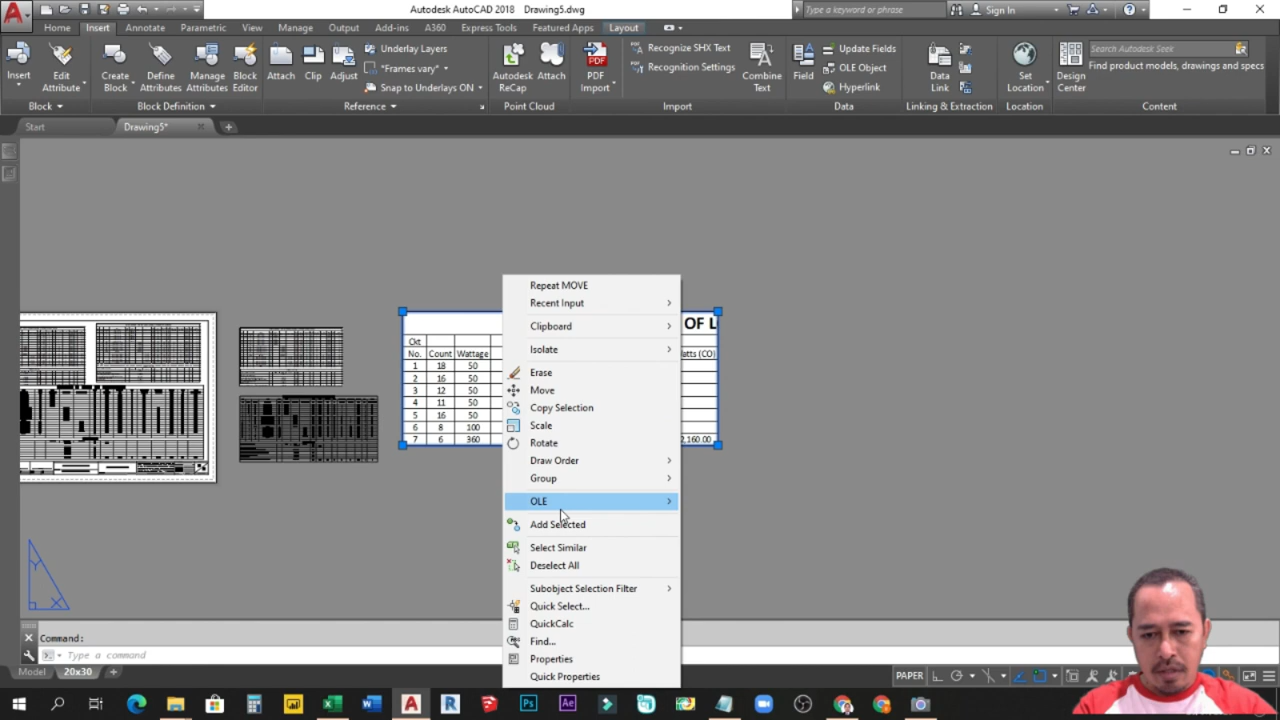 Autodesk AutoCAD 2018 Drawing5.dwg
Type a keyword or phrase
Sign In
Home Insert Annotate Parametric View Manage Output Add-ins A360 Express Tools Featured Apps Layout
Insert
Edit
Attribute
Create
Block
Define
Attributes
Manage
Attributes
Block
Editor
Attach
Clip
Adjust
Underlay Layers
*Frames vary*
Snap to Underlays ON
Autodesk
ReCap
Attach
PDF
Import
Recognize SHX Text
Recognition Settings
Combine
Text
Field
Update Fields
OLE Object
Hyperlink
Data
Link
Set
Location
Design
Center
Search Autodesk Seek
Find product models, drawings and specs
Block
Block Definition
Reference
Point Cloud
Import
Data
Linking & Extraction
Location
Content
Start
Drawing5*
OF L
Ckt
No. Count Wattage
atts (CO)
1 18 50
2 16 50
3 12 50
4 11 50
5 16 50
6 8 100
7 6 360
2,160.00
Repeat MOVE
Recent Input
Clipboard
Isolate
Erase
Move
Copy Selection
Scale
Rotate
Draw Order
Group
OLE
Add Selected
Select Similar
Deselect All
Subobject Selection Filter
Quick Select...
QuickCalc
Find...
Properties
Quick Properties
Y
X
Command:
Type a command
Model
20x30
PAPER
Ps
Ae